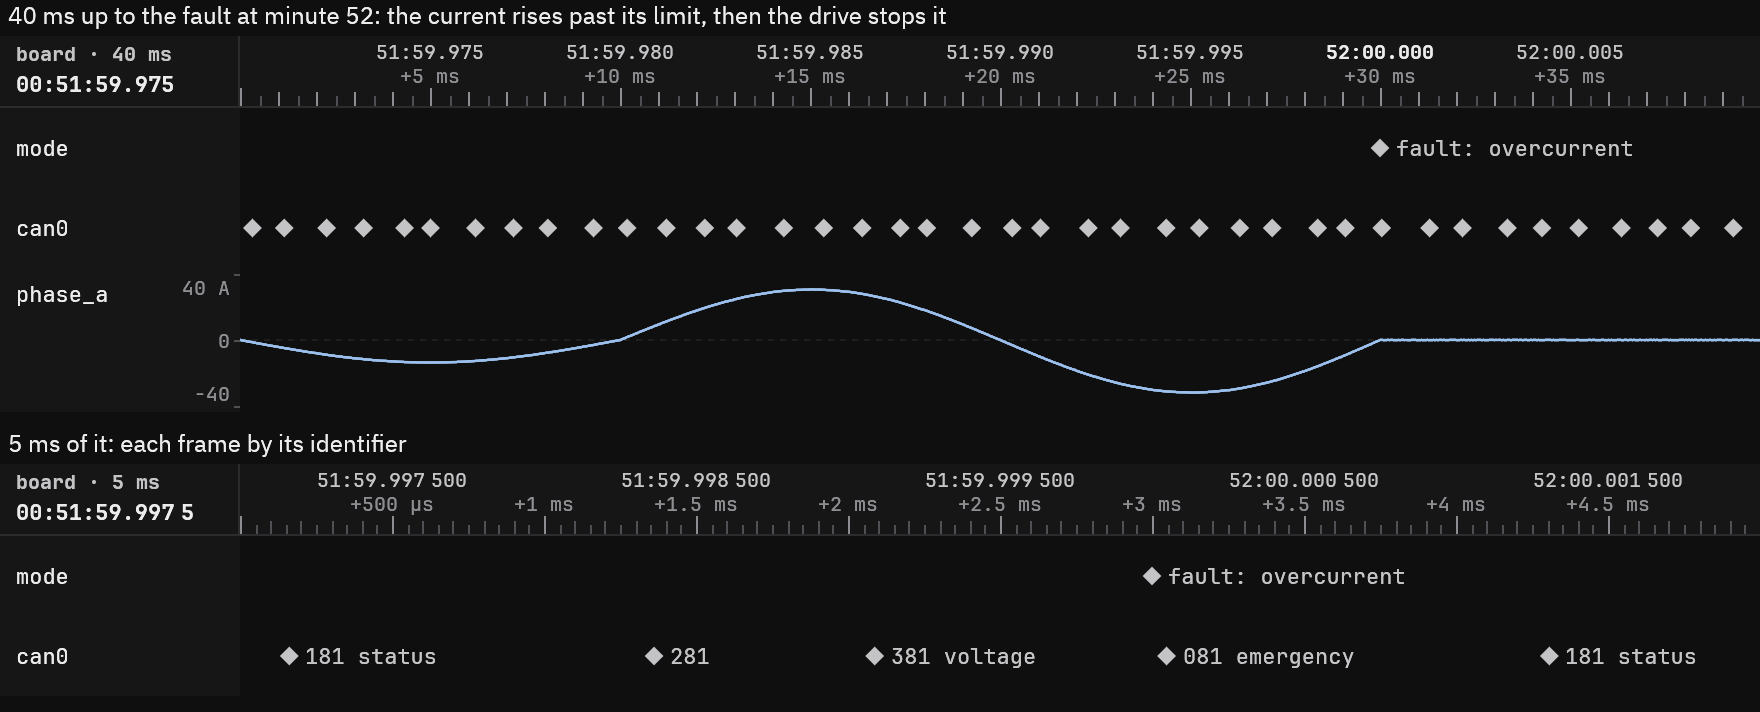 40 ms up to the fault at minute 52: the current rises past its limit, then the drive stops it
board · 40 ms
00:51:59.975
51:59.975 51:59.980 51:59.985 51:59.990 51:59.995 52:00.000 52:00.005
+5 ms +10 ms +15 ms +20 ms +25 ms +30 ms +35 ms
mode
fault: overcurrent
can0
phase_a
40 A
0
-40
5 ms of it: each frame by its identifier
board · 5 ms
00:51:59.997 5
51:59.997 500 51:59.998 500 51:59.999 500 52:00.000 500 52:00.001 500
+500 µs +1 ms +1.5 ms +2 ms +2.5 ms +3 ms +3.5 ms +4 ms +4.5 ms
mode
fault: overcurrent
can0
181 status 281 381 voltage 081 emergency 181 status